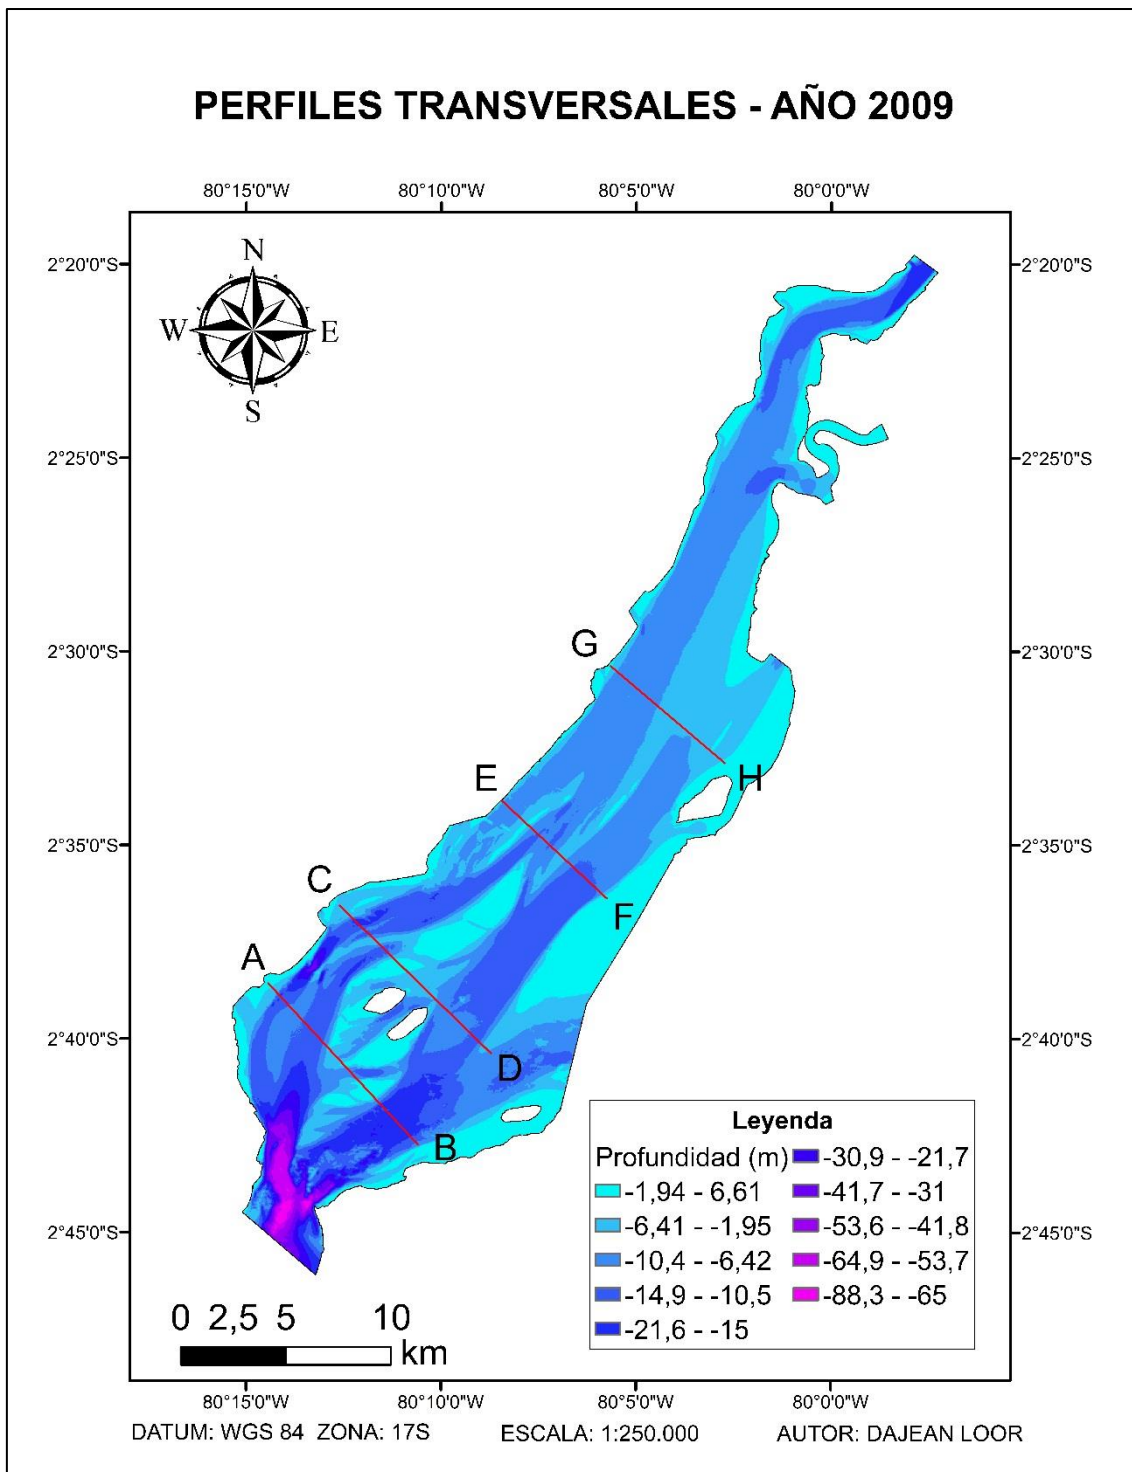 PERFILES TRANSVERSALES - AÑO 2009
80°15'0"W 80°10'0"W 80°5'0"W 80°0'0"W
N
W E
S
2°20'0"S 2°20'0"S
2°25'0"S 2°25'0"S
2°30'0"S 2°30'0"S
2°35'0"S 2°35'0"S
2°40'0"S 2°40'0"S
2°45'0"S 2°45'0"S
G
H
E
F
C
D
A
B
Leyenda
Profundidad (m)
-1,94 - 6,61
-6,41 - -1,95
-10,4 - -6,42
-14,9 - -10,5
-21,6 - -15
-30,9 - -21,7
-41,7 - -31
-53,6 - -41,8
-64,9 - -53,7
-88,3 - -65
0 2,5 5 10
km
80°15'0"W 80°10'0"W 80°5'0"W 80°0'0"W
DATUM: WGS 84 ZONA: 17S ESCALA: 1:250.000 AUTOR: DAJEAN LOOR